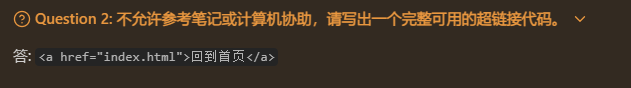 Question 2: 不允许参考笔记或计算机协助，请写出一个完整可用的超链接代码。
答: <a href="index.html">回到首页</a>